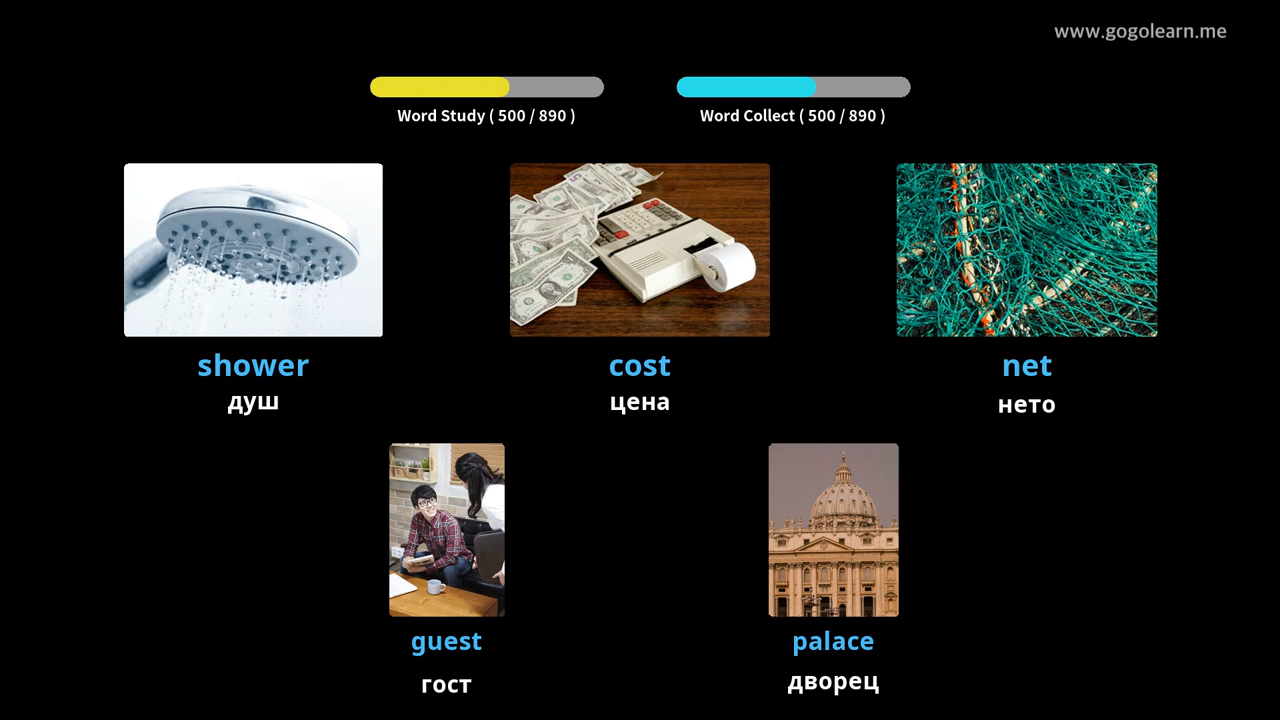 www.gogolearn.me
Word Study ( 500 / 890 )
Word Collect ( 500 / 890 )
shower
душ
cost
цена
net
нето
guest
гост
palace
дворец